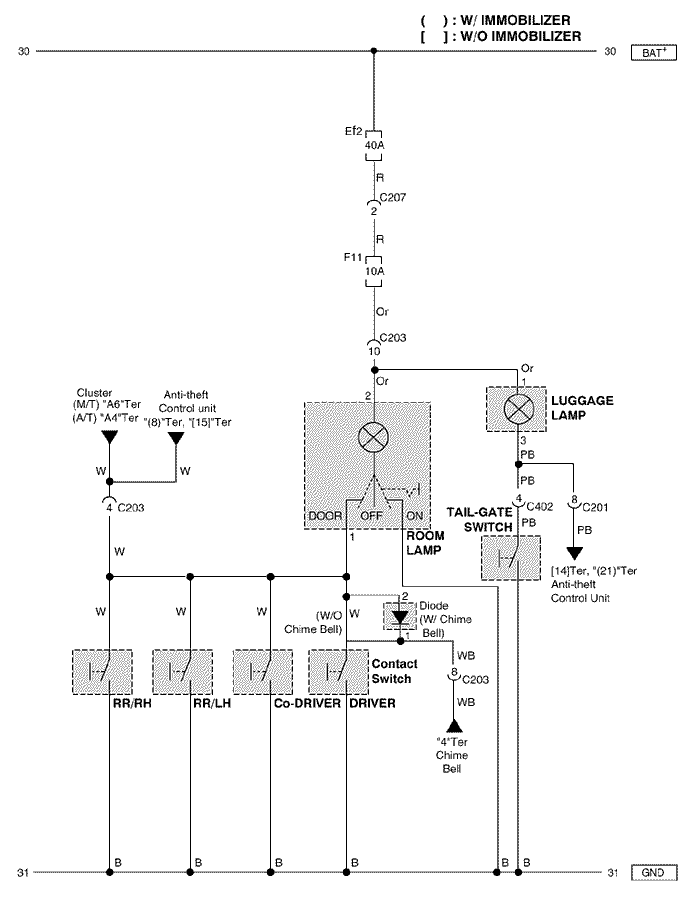 ( ) : W/ IMMOBILIZER
[ ] : W/O IMMOBILIZER
30
30
BAT+
Ef2
40A
R
C207
2
R
F11
10A
Or
C203
10
Or
Or
2
1
LUGGAGE
LAMP
3
PB
PB
4
C402
8
C201
PB
PB
TAIL-GATE
SWITCH
[14]Ter, "(21)"Ter
Anti-theft
Control Unit
Cluster
(M/T) "A6"Ter
(A/T) "A4"Ter
Anti-theft
Control unit
"(8)"Ter, "[15]"Ter
W
W
4
C203
W
DOOR
OFF
ON
1
ROOM
LAMP
W
W
W
(W/O
Chime Bell)
W
2
Diode
(W/ Chime
Bell)
1
WB
8
C203
WB
"4"Ter
Chime
Bell
Contact
Switch
RR/RH
RR/LH
Co-DRIVER
DRIVER
B
B
B
B
B
B
31
31
GND